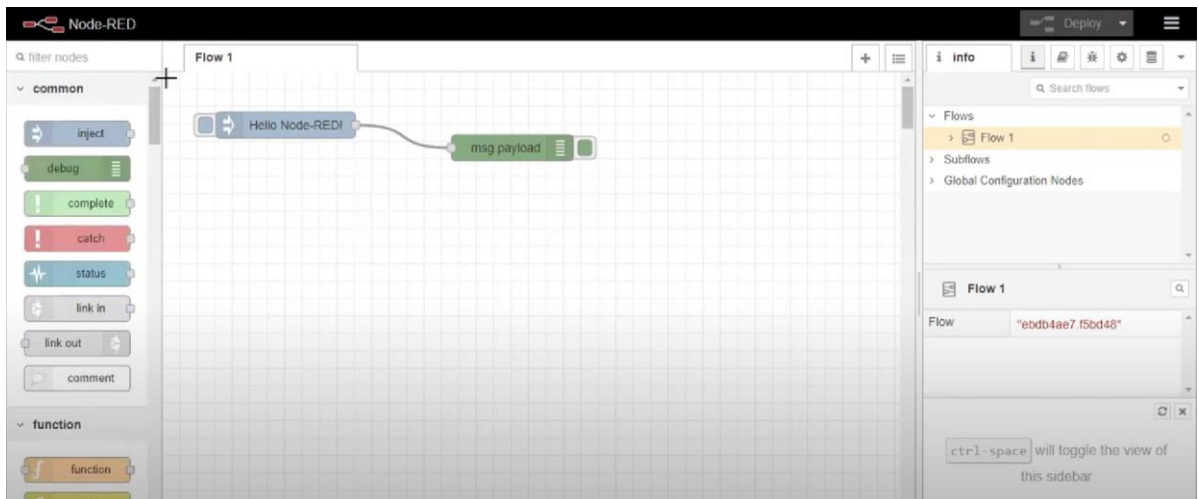 Node-RED
Deploy
filter nodes
Flow 1
info
Search flows
common
inject
debug
complete
catch
status
link in
link out
comment
function
function
Hello Node-RED!
msg.payload
Flows
Flow 1
Subflows
Global Configuration Nodes
Flow 1
Flow "ebdb4ae7.f5bd48"
ctrl-space will toggle the view of
this sidebar